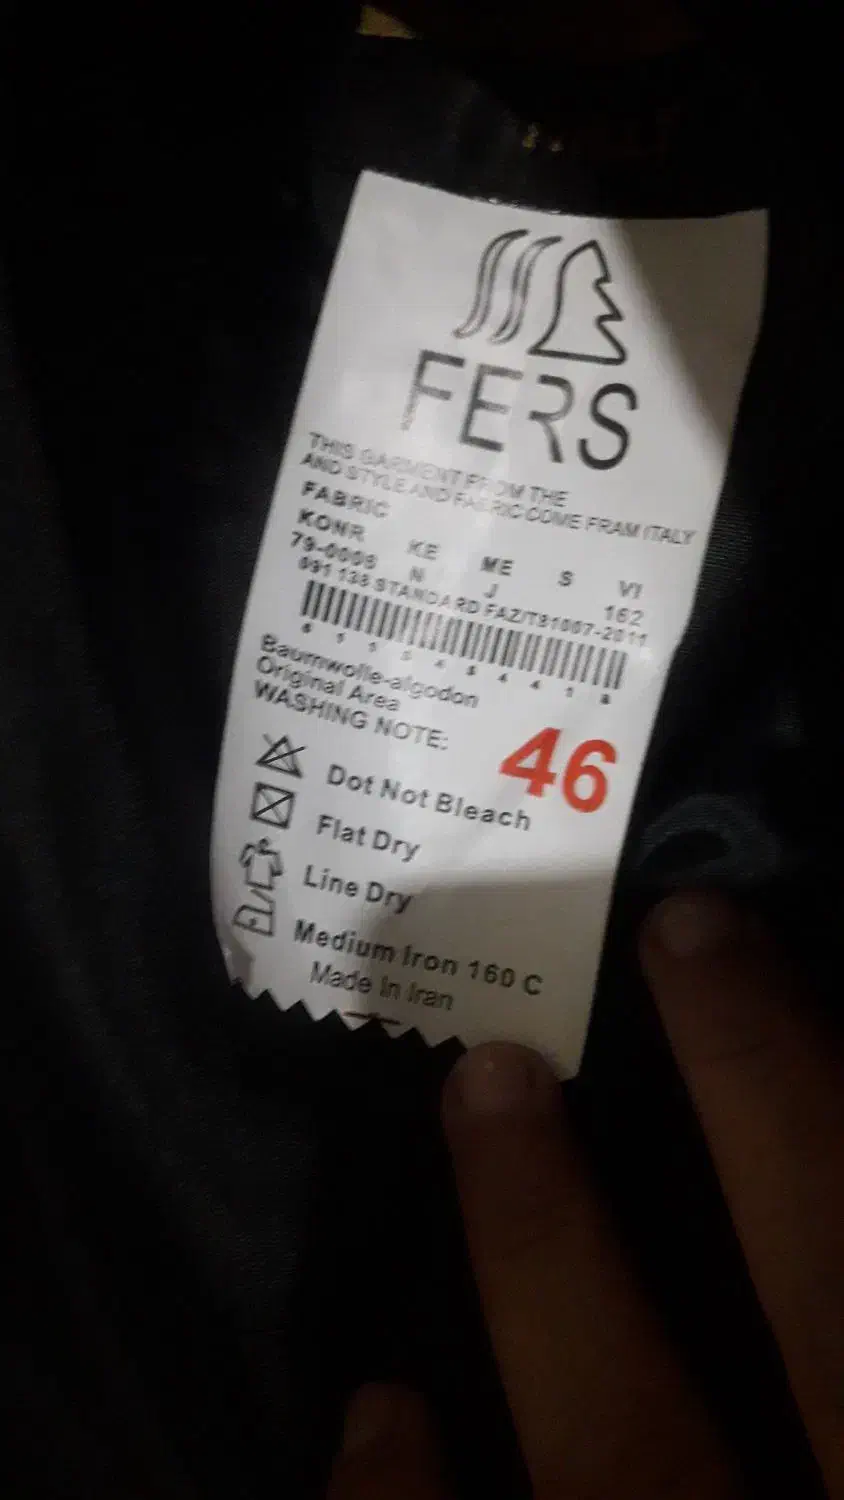 FERS
THIS GARMENT FROM THE
AND STYLE AND FABRIC COME FRAM ITALY
FABRIC
KONR KE ME S VI
79-0006 N J 162
091 138 STANDARD FAZ/T81007-2011
Baumwolle-algodon
Original Area
WASHING NOTE:
46
Dot Not Bleach
Flat Dry
Line Dry
Medium Iron 160 C
Made In Iran